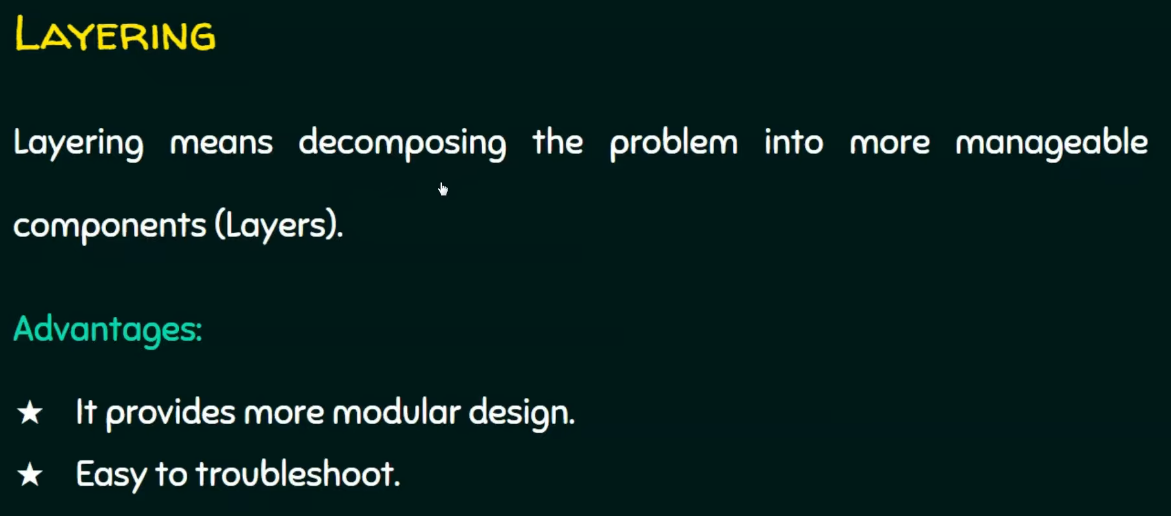 LAYERING
Layering means decomposing the problem into more manageable
components (Layers).
Advantages:
★ It provides more modular design.
★ Easy to troubleshoot.